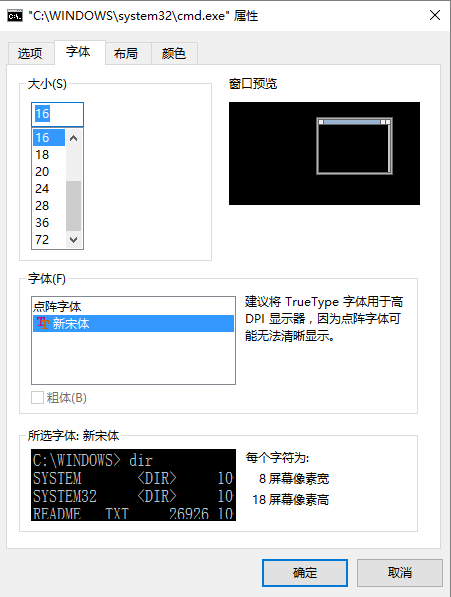 "C:\WINDOWS\system32\cmd.exe" 属性
选项 字体 布局 颜色
大小(S)
16
16
18
20
24
28
36
72
窗口预览
字体(F)
点阵字体
新宋体
粗体(B)
建议将 TrueType 字体用于高
DPI 显示器，因为点阵字体可
能无法清晰显示。
所选字体: 新宋体
C:\WINDOWS> dir
SYSTEM <DIR> 10
SYSTEM32 <DIR> 10
README TXT 26926 10
每个字符为:
8 屏幕像素宽
18 屏幕像素高
确定 取消